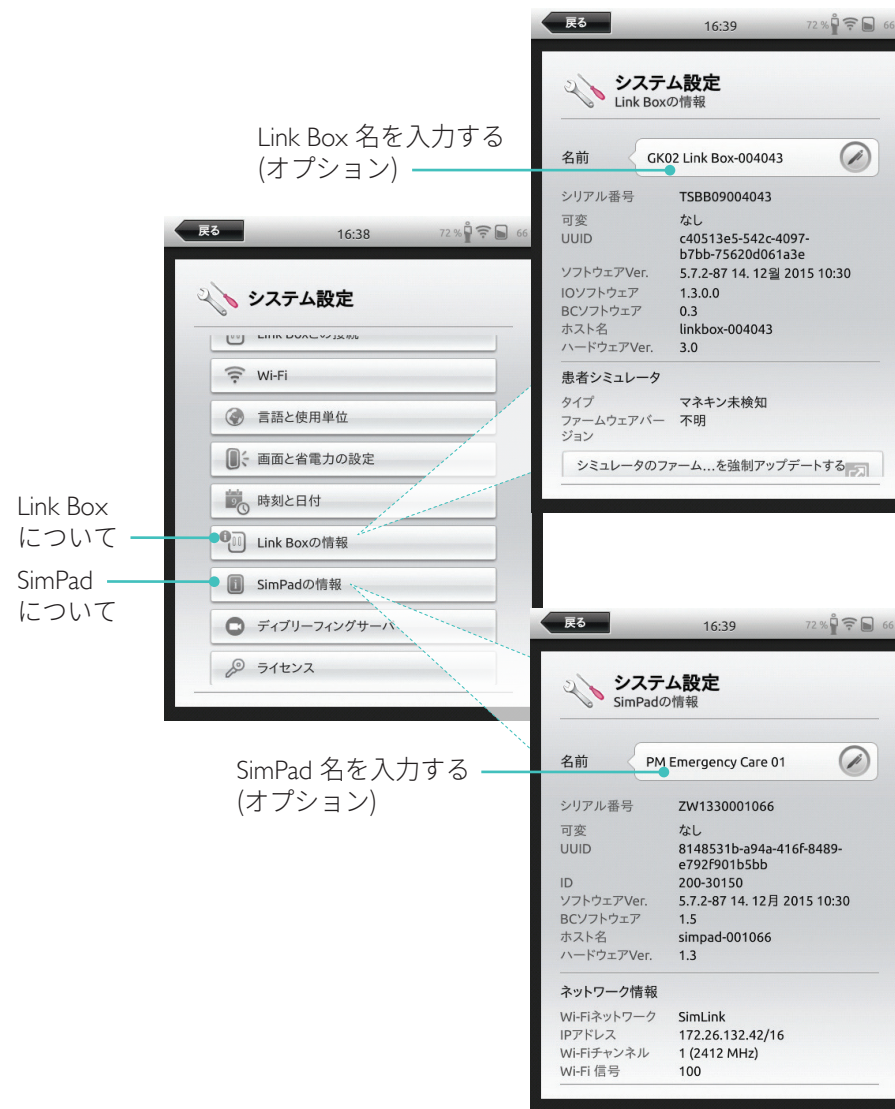 戻る
16:39
72 %
66
システム設定
Link Boxの情報
Link Box 名を入力する
(オプション)
名前
GK02 Link Box-004043
シリアル番号 TSBB09004043
可変 なし
UUID c40513e5-542c-4097-
b7bb-75620d061a3e
ソフトウェアVer. 5.7.2-87 14. 12월 2015 10:30
IOソフトウェア 1.3.0.0
BCソフトウェア 0.3
ホスト名 linkbox-004043
ハードウェアVer. 3.0
患者シミュレータ
タイプ マネキン未検知
ファームウェアバー 不明
ジョン
シミュレータのファーム...を強制アップデートする
戻る
16:38
72 %
66
システム設定
Link Boxとの接続
Wi-Fi
言語と使用単位
画面と省電力の設定
時刻と日付
Link Boxの情報
SimPadの情報
ディブリーフィングサーバ
ライセンス
Link Box
について
SimPad
について
戻る
16:39
72 %
66
システム設定
SimPadの情報
SimPad 名を入力する
(オプション)
名前
PM Emergency Care 01
シリアル番号 ZW1330001066
可変 なし
UUID 8148531b-a94a-416f-8489-
e792f901b5bb
ID 200-30150
ソフトウェアVer. 5.7.2-87 14. 12月 2015 10:30
BCソフトウェア 1.5
ホスト名 simpad-001066
ハードウェアVer. 1.3
ネットワーク情報
Wi-Fiネットワーク SimLink
IPアドレス 172.26.132.42/16
Wi-Fiチャンネル 1 (2412 MHz)
Wi-Fi 信号 100